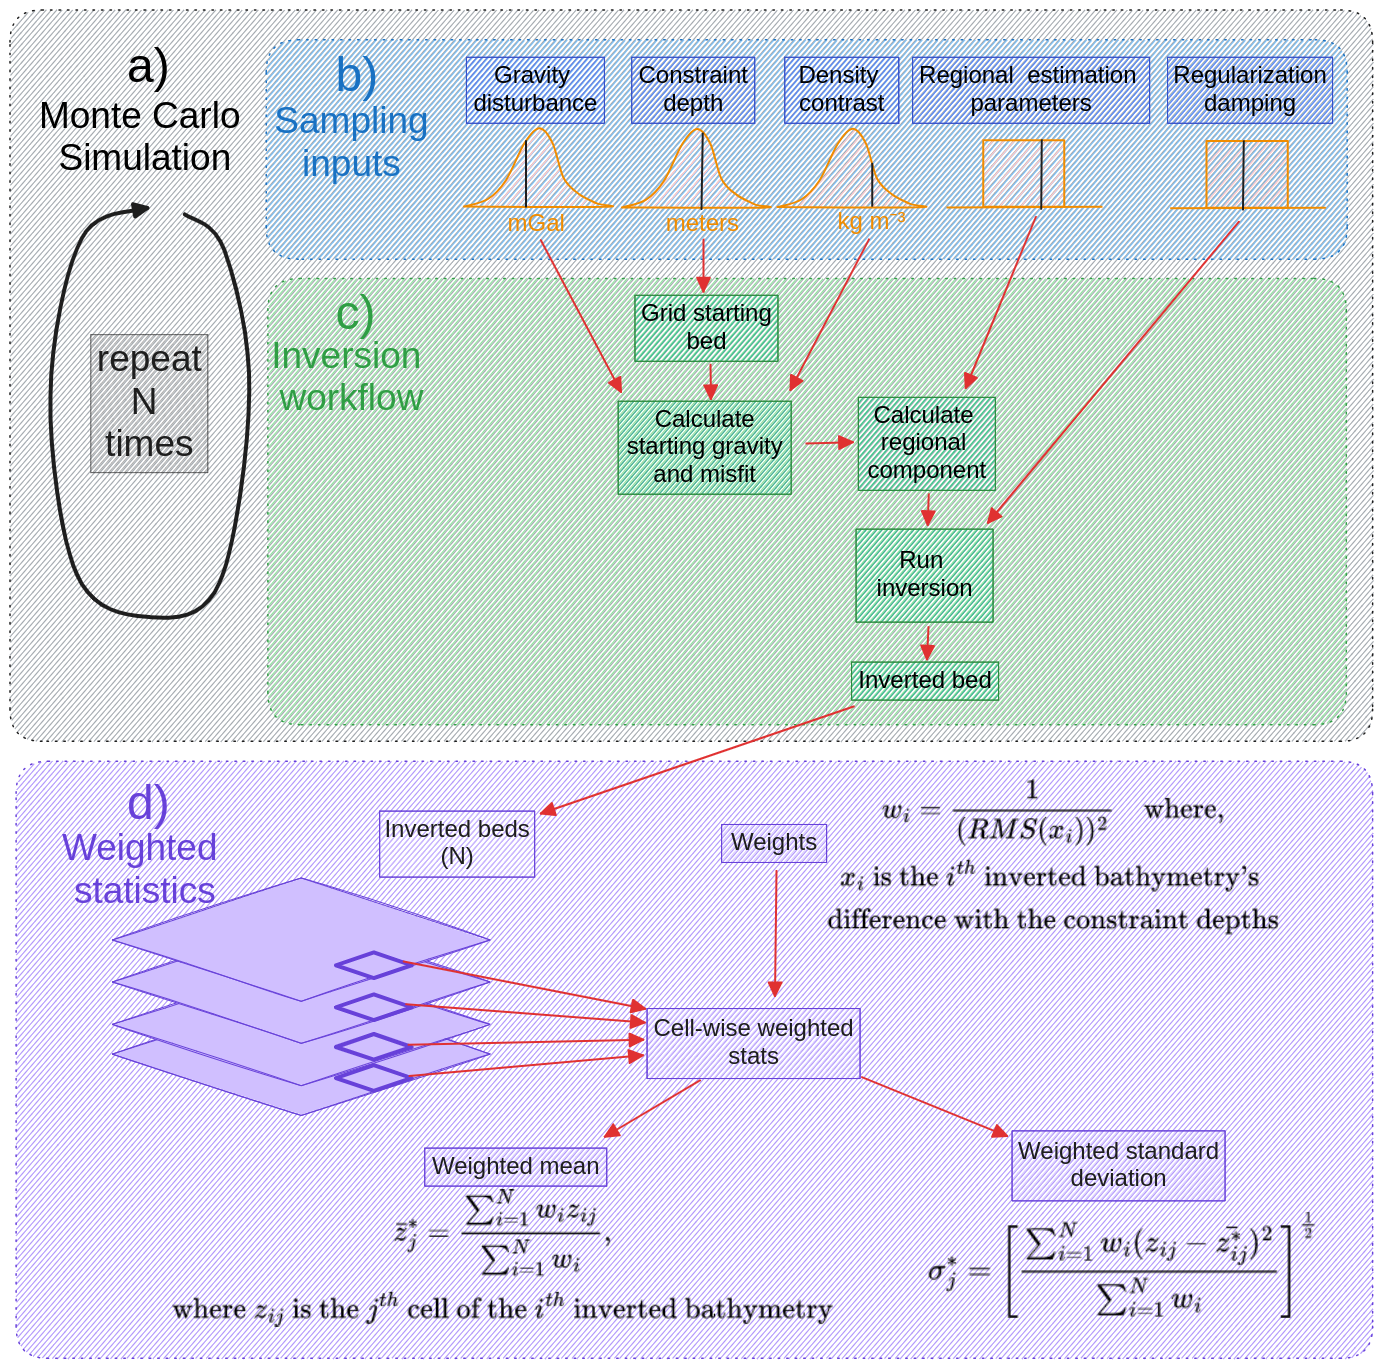 a)
Monte Carlo
Simulation
repeat
N
times
b)
Sampling
inputs
Gravity
disturbance
mGal
Constraint
depth
meters
Density
contrast
kg m⁻³
Regional estimation
parameters
Regularization
damping
c)
Inversion
workflow
Grid starting
bed
Calculate
starting gravity
and misfit
Calculate
regional
component
Run
inversion
Inverted bed
d)
Weighted
statistics
Inverted beds
(N)
Weights
w_i = \frac{1}{(RMS(x_i))^2} where,
x_i is the i^{th} inverted bathymetry's
difference with the constraint depths
Cell-wise weighted
stats
Weighted mean
\bar{z}_j^* = \frac{\sum_{i=1}^{N} w_i z_{ij}}{\sum_{i=1}^{N} w_i},
where z_{ij} is the j^{th} cell of the i^{th} inverted bathymetry
Weighted standard
deviation
\sigma_j^* = \left[ \frac{\sum_{i=1}^{N} w_i (z_{ij} - \bar{z_{ij}^*})^2}{\sum_{i=1}^{N} w_i} \right]^{\frac{1}{2}}